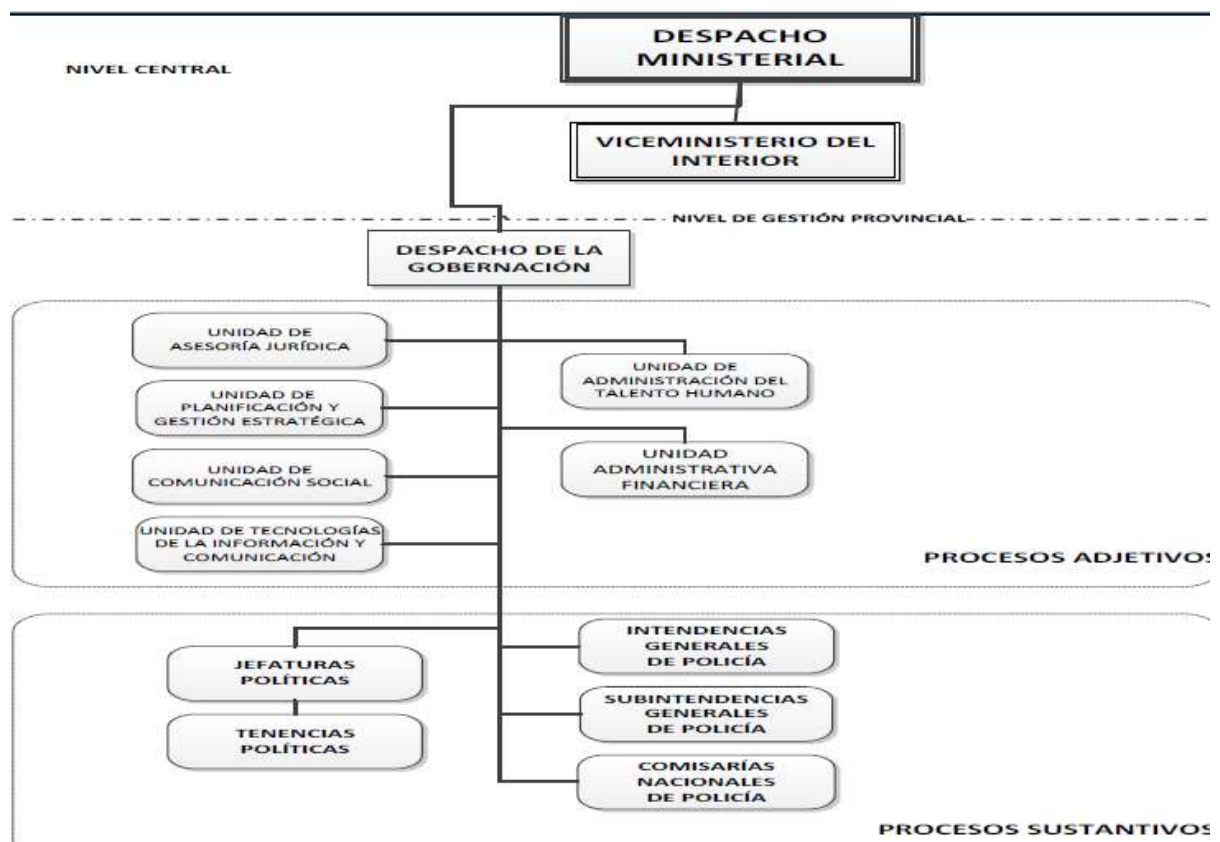 DESPACHO
MINISTERIAL
NIVEL CENTRAL
VICEMINISTERIO DEL
INTERIOR
NIVEL DE GESTIÓN PROVINCIAL
DESPACHO DE LA
GOBERNACIÓN
UNIDAD DE
ASESORÍA JURÍDICA
UNIDAD DE
ADMINISTRACIÓN DEL
TALENTO HUMANO
UNIDAD DE
PLANIFICACIÓN Y
GESTIÓN ESTRATÉGICA
UNIDAD
ADMINISTRATIVA
FINANCIERA
UNIDAD DE
COMUNICACIÓN SOCIAL
UNIDAD DE TECNOLOGÍAS
DE LA INFORMACIÓN Y
COMUNICACIÓN
PROCESOS ADJETIVOS
INTENDENCIAS
GENERALES
DE POLICÍA
JEFATURAS
POLÍTICAS
SUBINTENDENCIAS
GENERALES
DE POLICÍA
TENENCIAS
POLÍTICAS
COMISARÍAS
NACIONALES
DE POLICÍA
PROCESOS SUSTANTIVOS